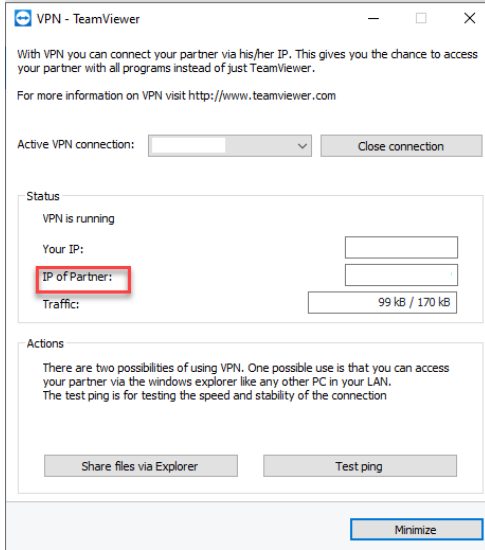 VPN - TeamViewer
With VPN you can connect your partner via his/her IP. This gives you the chance to access
your partner with all programs instead of just TeamViewer.
For more information on VPN visit http://www.teamviewer.com
Active VPN connection:
Close connection
Status
VPN is running
Your IP:
IP of Partner:
Traffic:
99 kB / 170 kB
Actions
There are two possibilities of using VPN. One possible use is that you can access
your partner via the windows explorer like any other PC in your LAN.
The test ping is for testing the speed and stability of the connection
Share files via Explorer
Test ping
Minimize